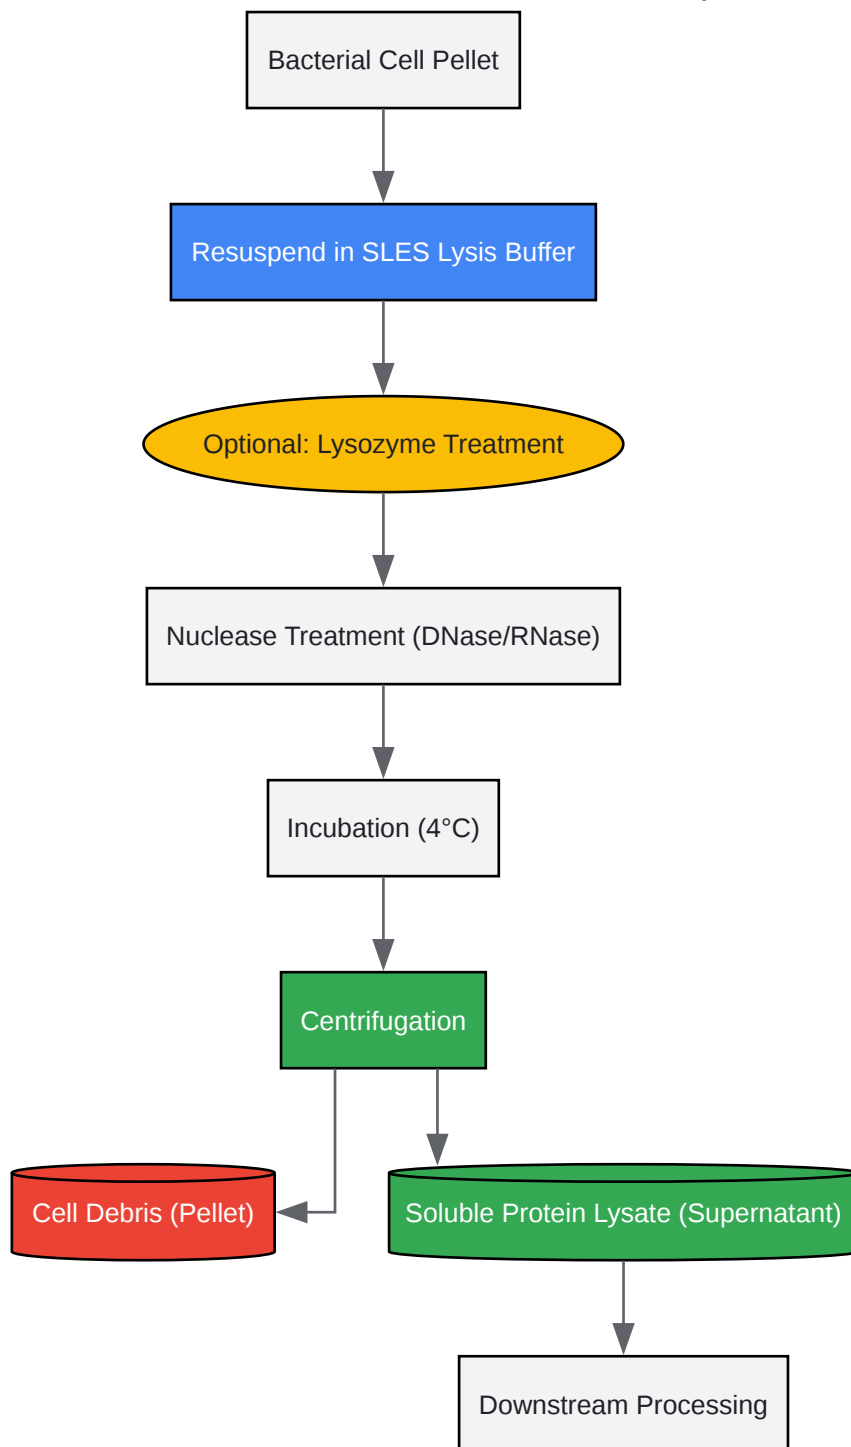 Bacterial Cell Pellet
Resuspend in SLES Lysis Buffer
Optional: Lysozyme Treatment
Nuclease Treatment (DNase/RNase)
Incubation (4°C)
Centrifugation
Cell Debris (Pellet)
Soluble Protein Lysate (Supernatant)
Downstream Processing